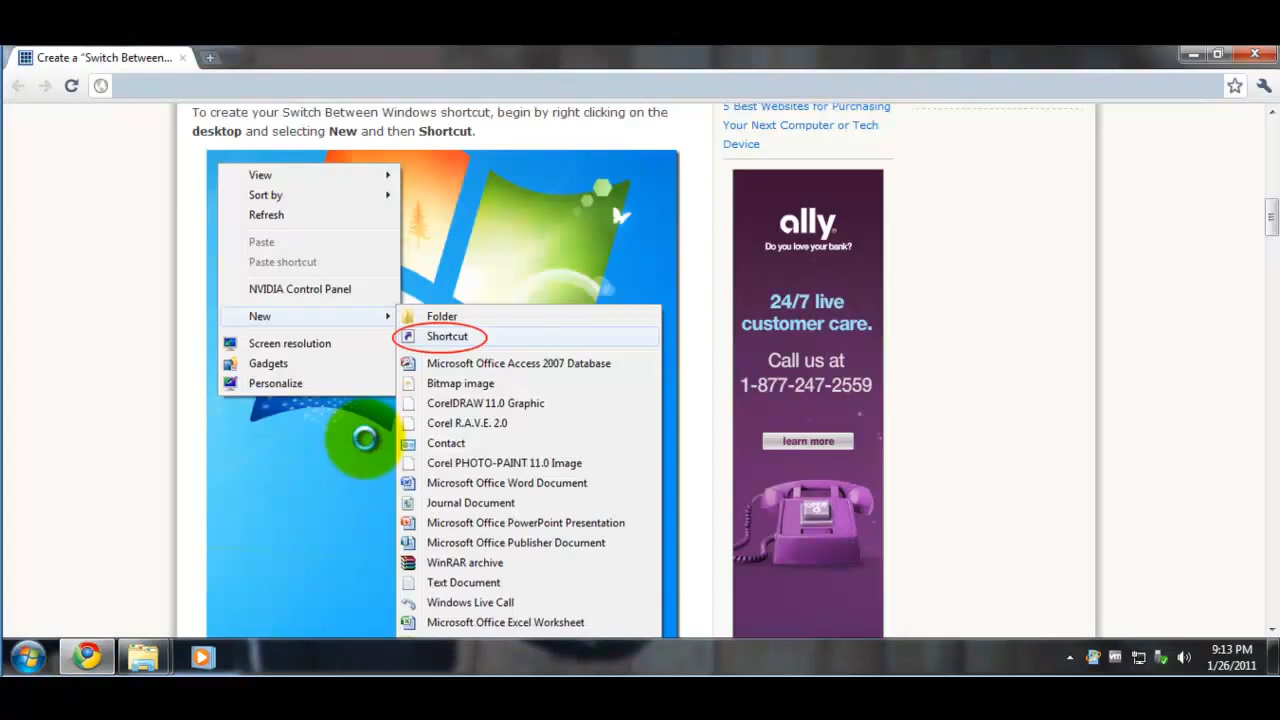 Create a "Switch Between...
To create your Switch Between Windows shortcut, begin by right clicking on the
desktop and selecting New and then Shortcut.
View
Sort by
Refresh
Paste
Paste shortcut
NVIDIA Control Panel
New
Screen resolution
Gadgets
Personalize
Folder
Shortcut
Microsoft Office Access 2007 Database
Bitmap image
CorelDRAW 11.0 Graphic
Corel R.A.V.E. 2.0
Contact
Corel PHOTO-PAINT 11.0 Image
Microsoft Office Word Document
Journal Document
Microsoft Office PowerPoint Presentation
Microsoft Office Publisher Document
WinRAR archive
Text Document
Windows Live Call
Microsoft Office Excel Worksheet
5 Best Websites for Purchasing
Your Next Computer or Tech
Device
ally
Do you love your bank?
24/7 live
customer care.
Call us at
1-877-247-2559
learn more
9:13 PM
1/26/2011